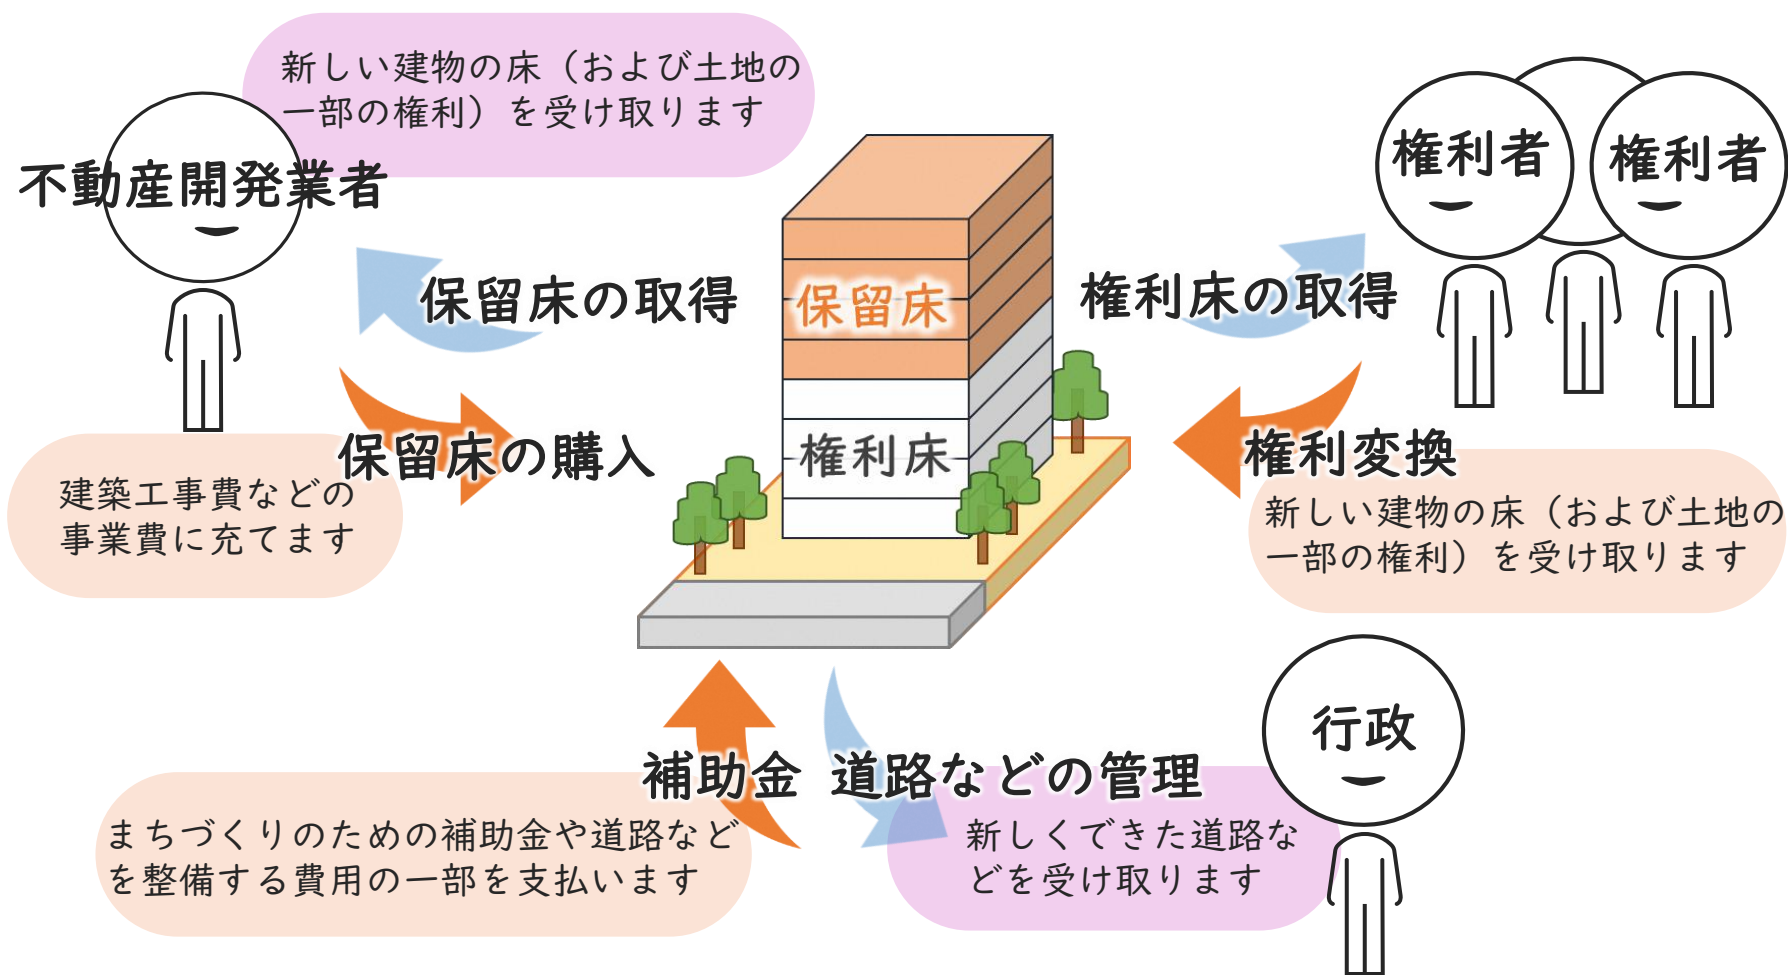 新しい建物の床（および土地の
一部の権利）を受け取ります
不動産開発業者
権利者
権利者
保留床の取得
保留床
権利床の取得
保留床の購入
権利床
権利変換
建築工事費などの
事業費に充てます
新しい建物の床（および土地の
一部の権利）を受け取ります
行政
補助金
道路などの管理
まちづくりのための補助金や道路など
を整備する費用の一部を支払います
新しくできた道路な
どを受け取ります